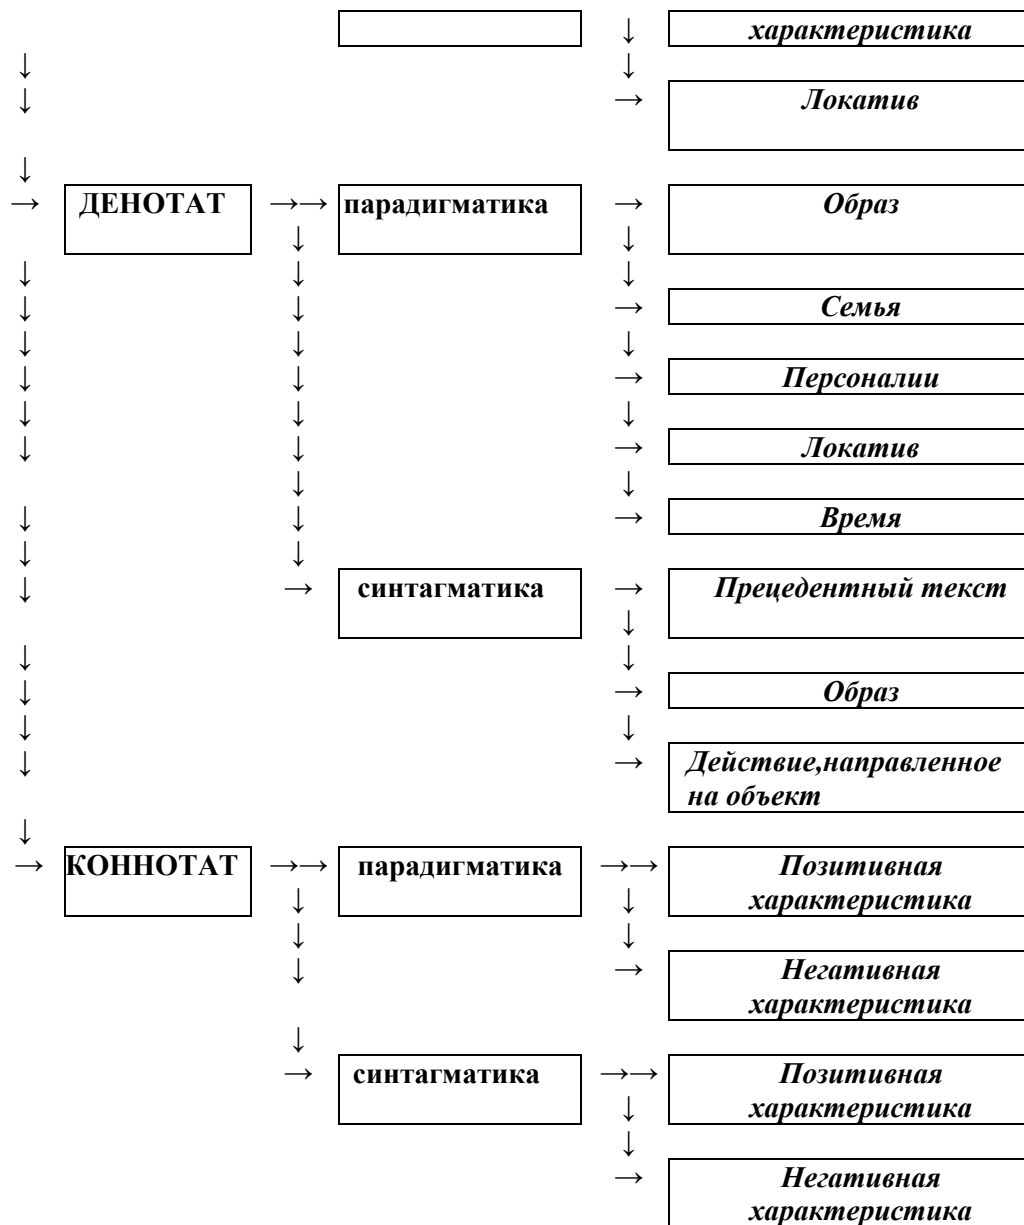 характеристика
Локатив
ДЕНОТАТ →→ парадигматика → Образ
→ Семья
→ Персоналии
→ Локатив
→ Время
→ синтагматика → Прецедентный текст
→ Образ
→ Действие,направленное
на объект
→ КОННОТАТ →→ парадигматика →→ Позитивная
характеристика
→ Негативная
характеристика
→ синтагматика →→ Позитивная
характеристика
→ Негативная
характеристика